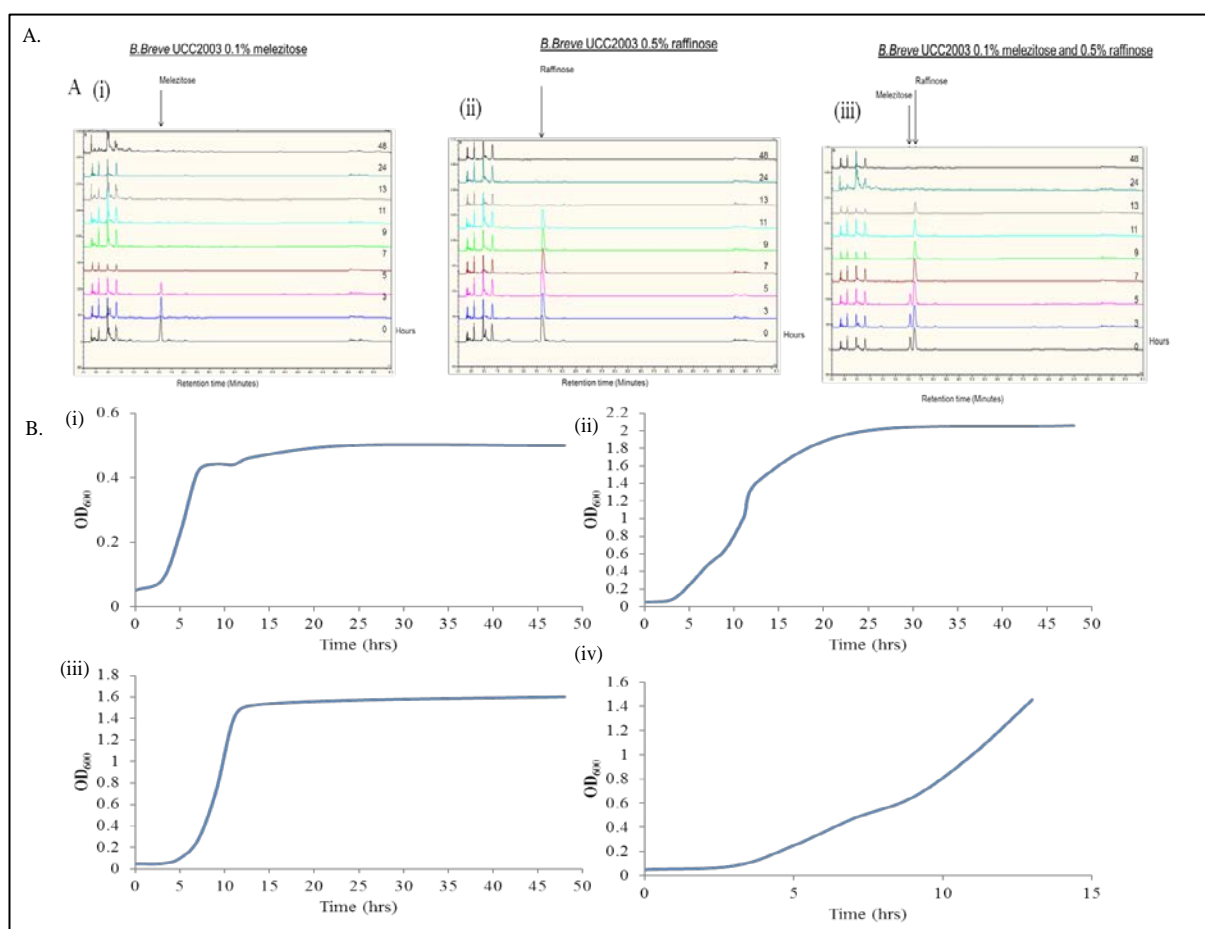 A.
B.Breve UCC2003 0.1% melezitose
B.Breve UCC2003 0.5% raffinose
B.Breve UCC2003 0.1% melezitose and 0.5% raffinose
Melezitose
Raffinose
Raffinose
Melezitose
A (i)
(ii)
(iii)
48
24
13
11
9
7
5
3
0
Hours
Retention time (Minutes)
48
24
13
11
9
7
5
3
0
Hours
Retention time (Minutes)
48
24
13
11
9
7
5
3
0
Hours
Retention time (Minutes)
B.
(i)
0.6
0.4
0.2
0
OD600
0 5 10 15 20 25 30 35 40 45 50
Time (hrs)
(ii)
2.2
2
1.8
1.6
1.4
1.2
1
0.8
0.6
0.4
0.2
0
OD600
0 5 10 15 20 25 30 35 40 45 50
Time (hrs)
(iii)
1.8
1.6
1.4
1.2
1
0.8
0.6
0.4
0.2
0
OD600
0 5 10 15 20 25 30 35 40 45 50
Time (hrs)
(iv)
1.6
1.4
1.2
1
0.8
0.6
0.4
0.2
0
OD600
0 5 10 15
Time (hrs)